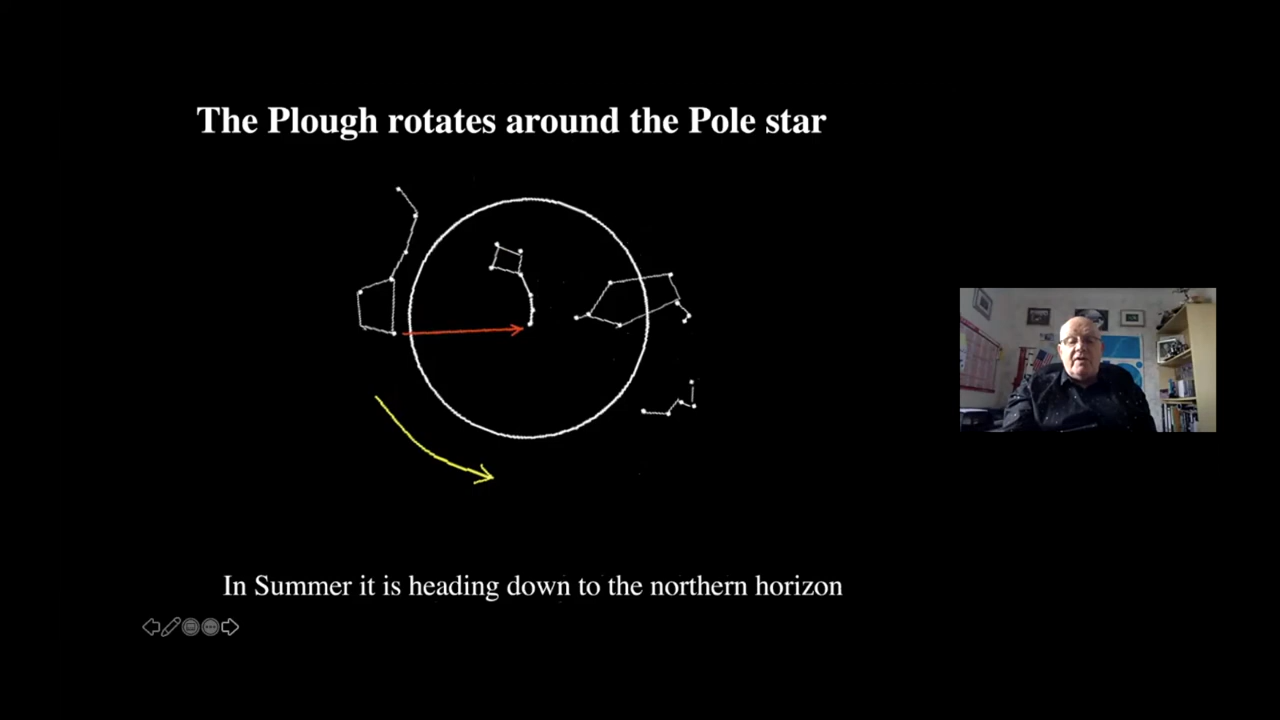 The Plough rotates around the Pole star
In Summer it is heading down to the northern horizon